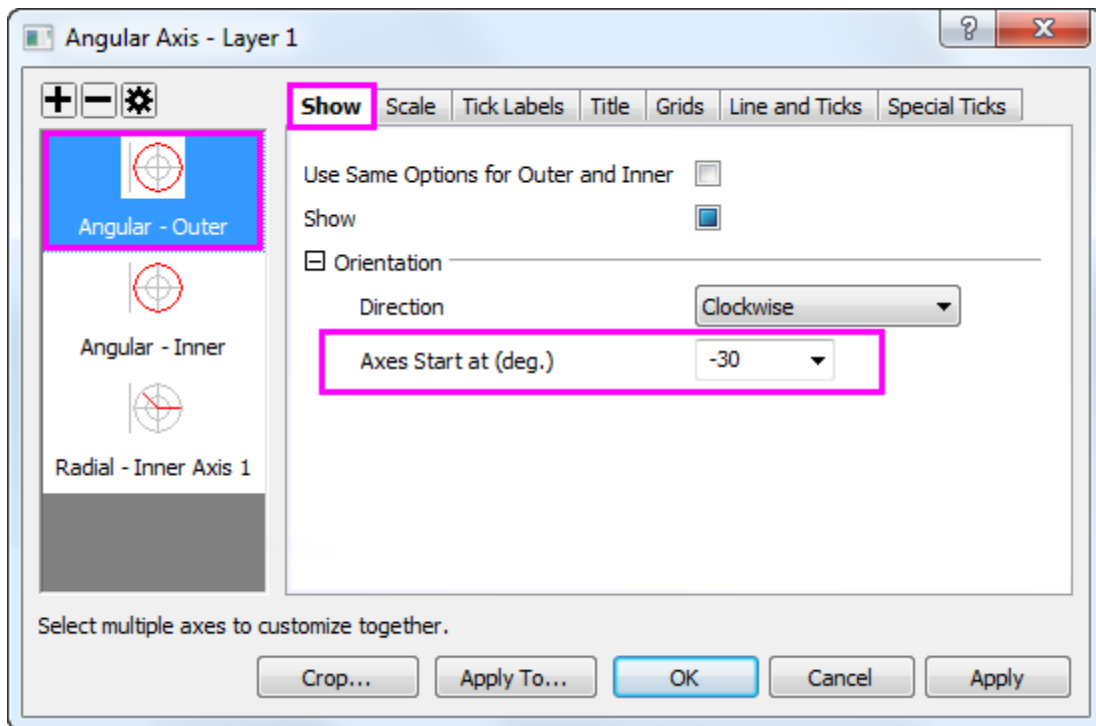 Angular Axis - Layer 1
Show Scale Tick Labels Title Grids Line and Ticks Special Ticks
Angular - Outer
Angular - Inner
Radial - Inner Axis 1
Use Same Options for Outer and Inner
Show
Orientation
Direction Clockwise
Axes Start at (deg.) -30
Select multiple axes to customize together.
Crop... Apply To... OK Cancel Apply